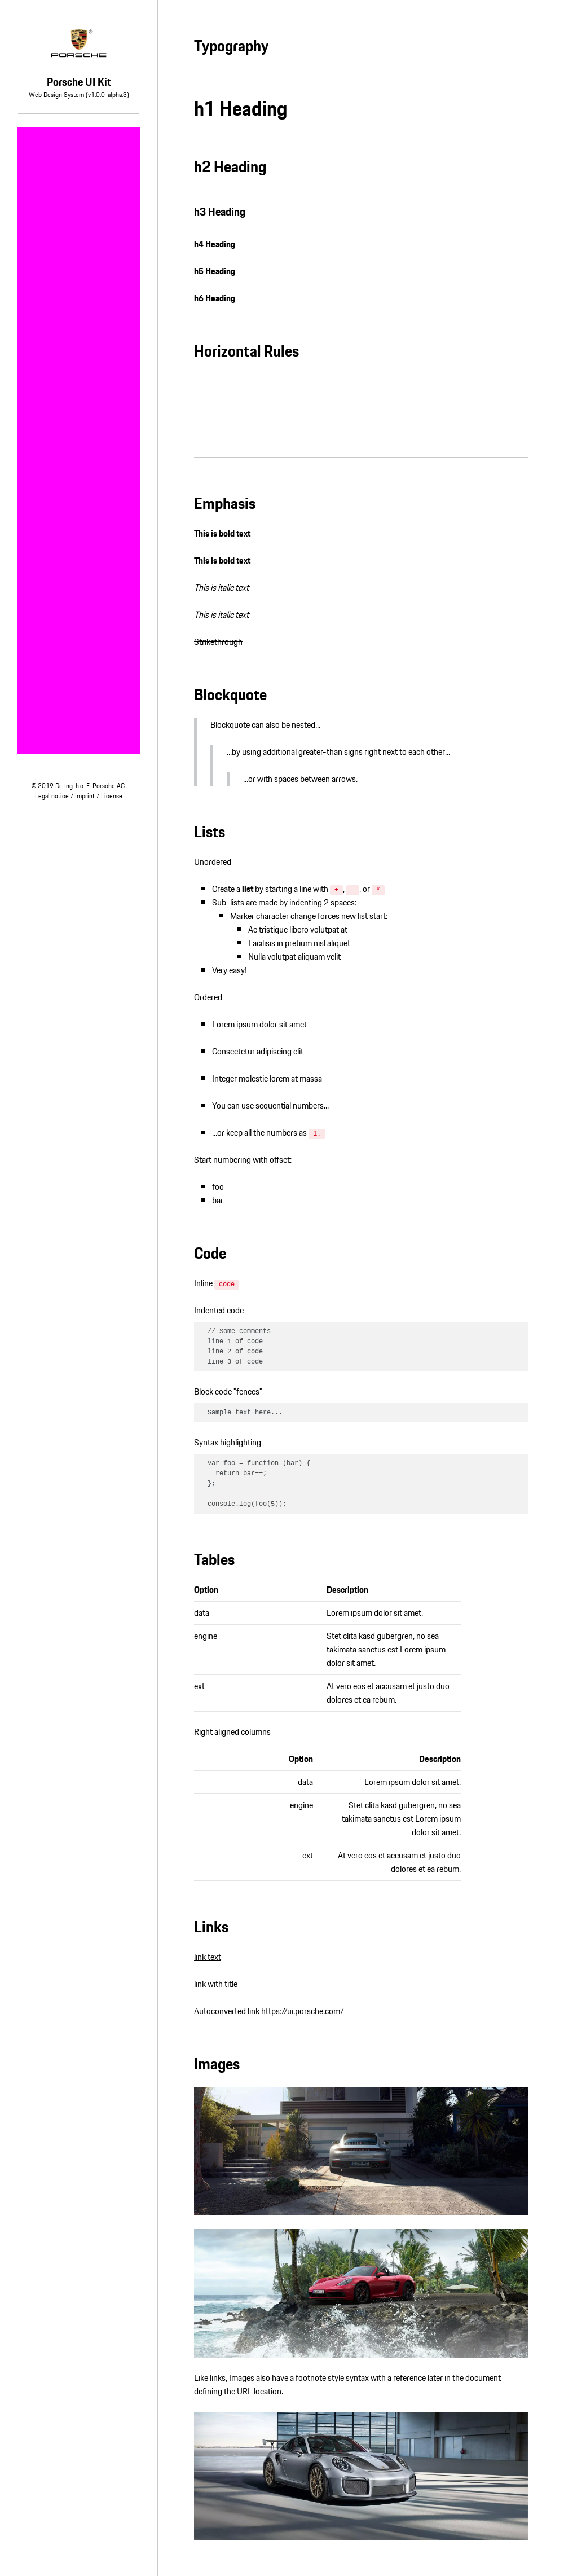 PORSCHE
Porsche UI Kit
Web Design System (v1.0.0-alpha.3)
© 2019 Dr. Ing. h.c. F. Porsche AG.
Legal notice / Imprint / License
Typography
h1 Heading
h2 Heading
h3 Heading
h4 Heading
h5 Heading
h6 Heading
Horizontal Rules
Emphasis
This is bold text
This is bold text
This is italic text
This is italic text
Strikethrough
Blockquote
Blockquote can also be nested...
...by using additional greater-than signs right next to each other...
...or with spaces between arrows.
Lists
Unordered
Create a list by starting a line with +, -, or *
Sub-lists are made by indenting 2 spaces:
Marker character change forces new list start:
Ac tristique libero volutpat at
Facilisis in pretium nisl aliquet
Nulla volutpat aliquam velit
Very easy!
Ordered
Lorem ipsum dolor sit amet
Consectetur adipiscing elit
Integer molestie lorem at massa
You can use sequential numbers...
...or keep all the numbers as 1.
Start numbering with offset:
foo
bar
Code
Inline code
Indented code
// Some comments
line 1 of code
line 2 of code
line 3 of code
Block code "fences"
Sample text here...
Syntax highlighting
var foo = function (bar) {
  return bar++;
};
console.log(foo(5));
Tables
Option Description
data Lorem ipsum dolor sit amet.
engine Stet clita kasd gubergren, no sea
takimata sanctus est Lorem ipsum
dolor sit amet.
ext At vero eos et accusam et justo duo
dolores et ea rebum.
Right aligned columns
Option Description
data Lorem ipsum dolor sit amet.
engine Stet clita kasd gubergren, no sea
takimata sanctus est Lorem ipsum
dolor sit amet.
ext At vero eos et accusam et justo duo
dolores et ea rebum.
Links
link text
link with title
Autoconverted link https://ui.porsche.com/
Images
Like links, Images also have a footnote style syntax with a reference later in the document
defining the URL location.